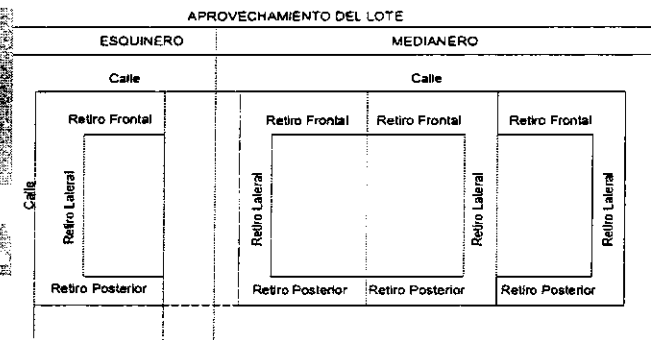 APROVECHAMIENTO DEL LOTE
ESQUINERO MEDIANERO
Calle Calle
Retiro Frontal Retiro Frontal Retiro Frontal Retiro Frontal
Calle
Retiro Lateral
Retiro Lateral
Retiro Lateral
Retiro Lateral
Retiro Posterior Retiro Posterior Retiro Posterior Retiro Posterior